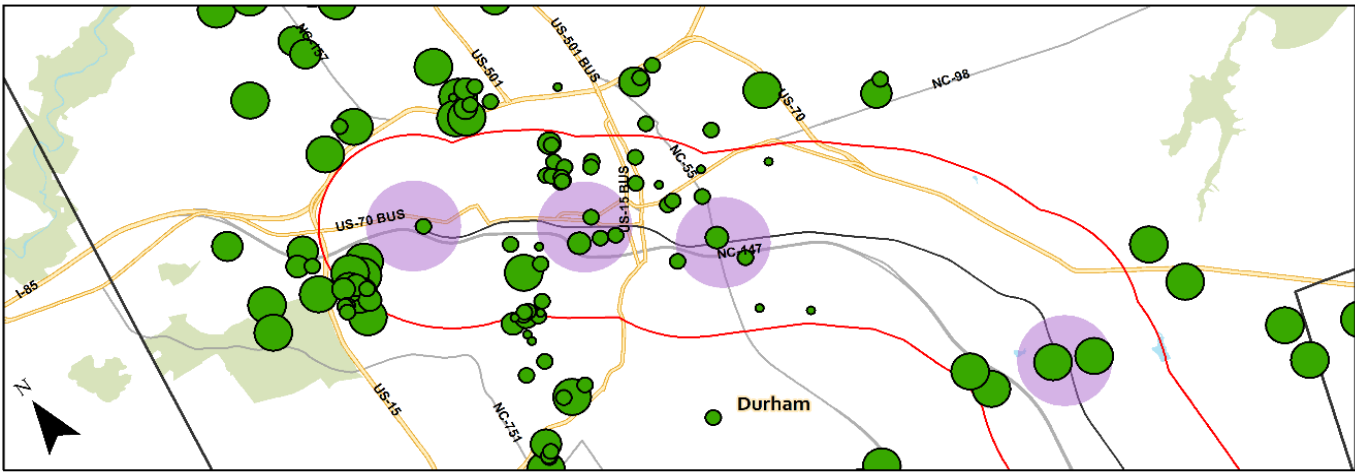 NC-157
US-501
US-501 BUS
US-70
NC-98
NC-55
US-15 BUS
US-70 BUS
NC-147
I-85
N
US-15
NC-751
Durham